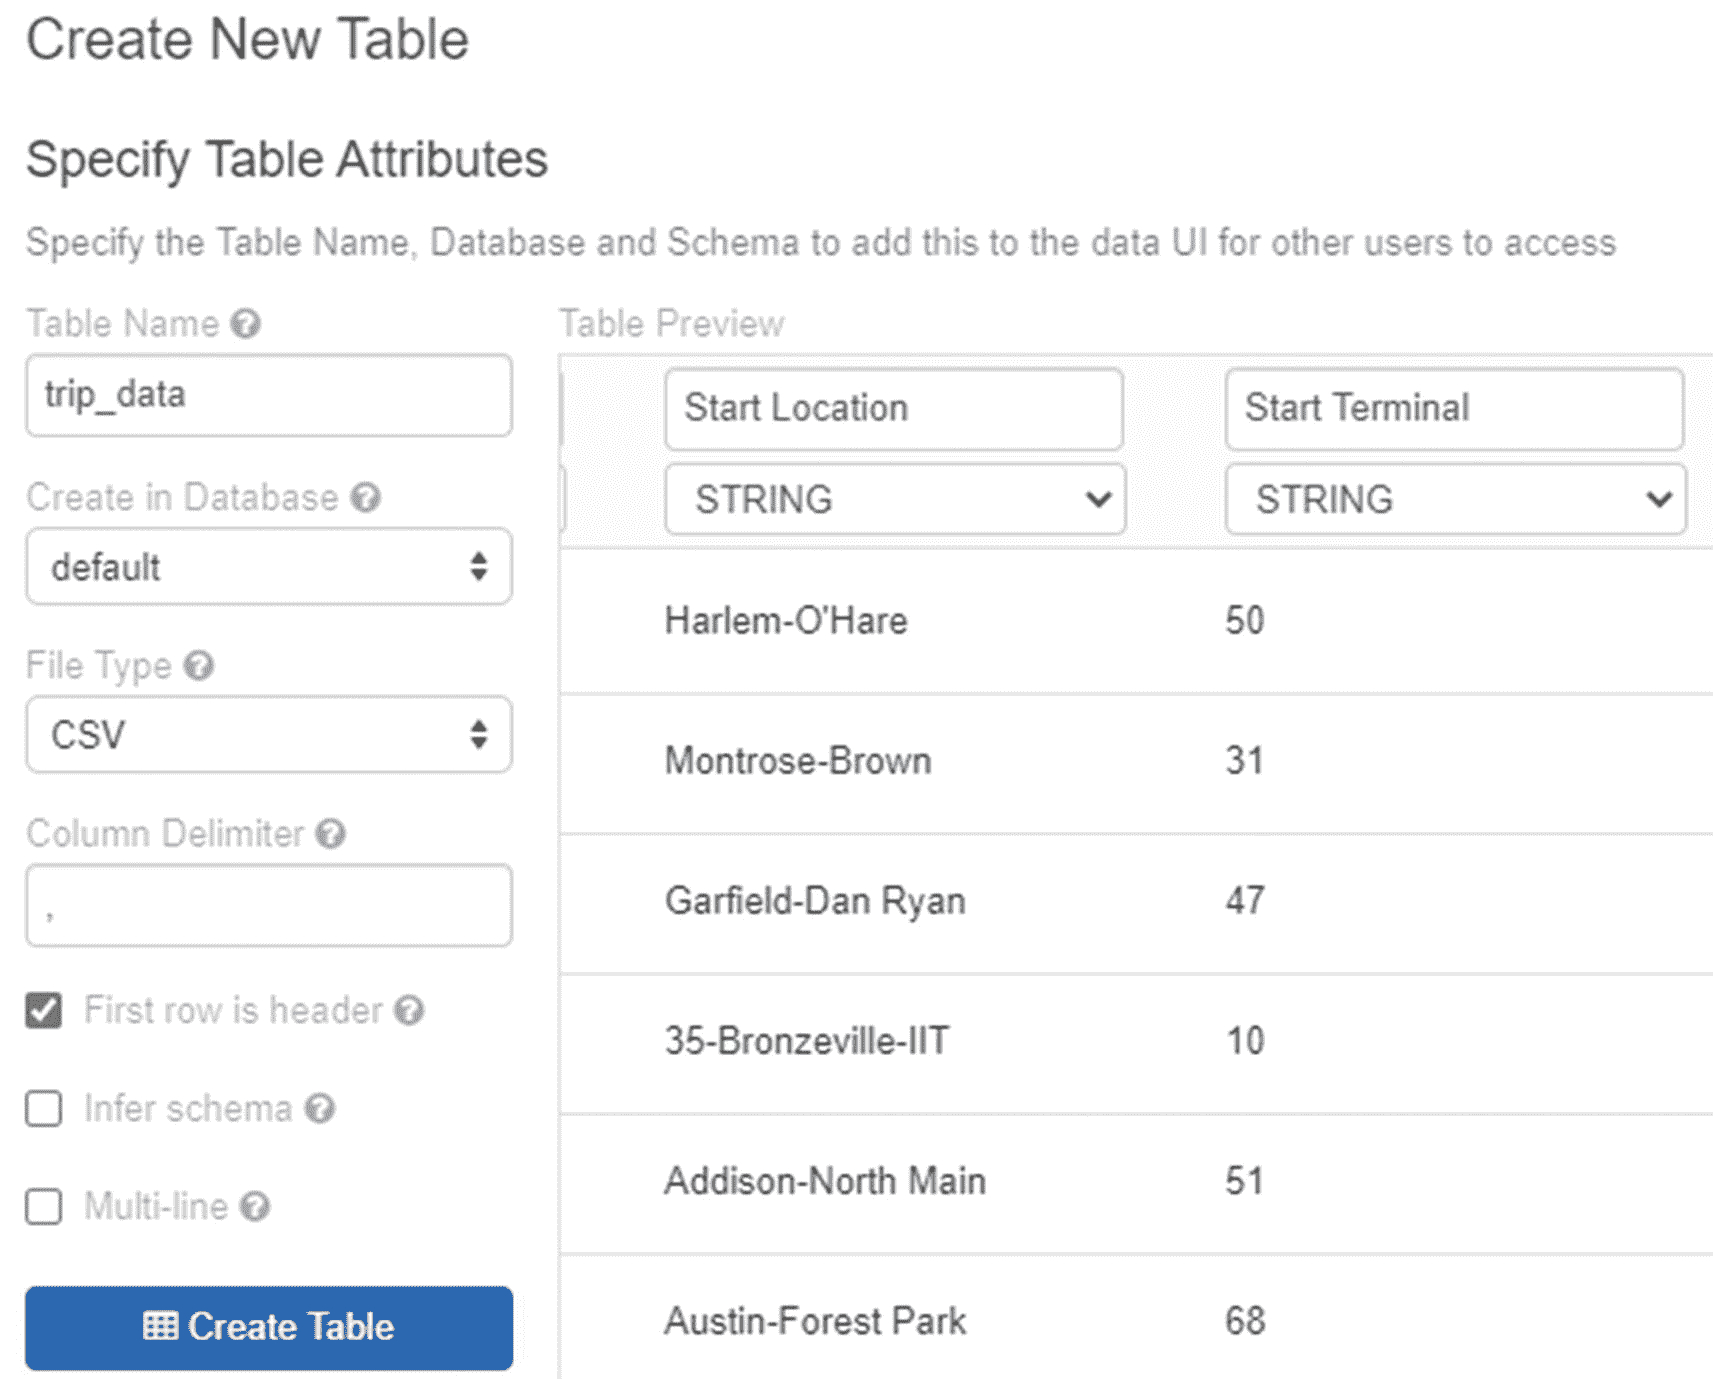 Create New Table
Specify Table Attributes
Specify the Table Name, Database and Schema to add this to the data UI for other users to access
Table Name
trip_data
Create in Database
default
File Type
CSV
Column Delimiter
,
First row is header
Infer schema
Multi-line
Create Table
Table Preview
Start Location Start Terminal
STRING STRING
Harlem-O'Hare 50
Montrose-Brown 31
Garfield-Dan Ryan 47
35-Bronzeville-IIT 10
Addison-North Main 51
Austin-Forest Park 68